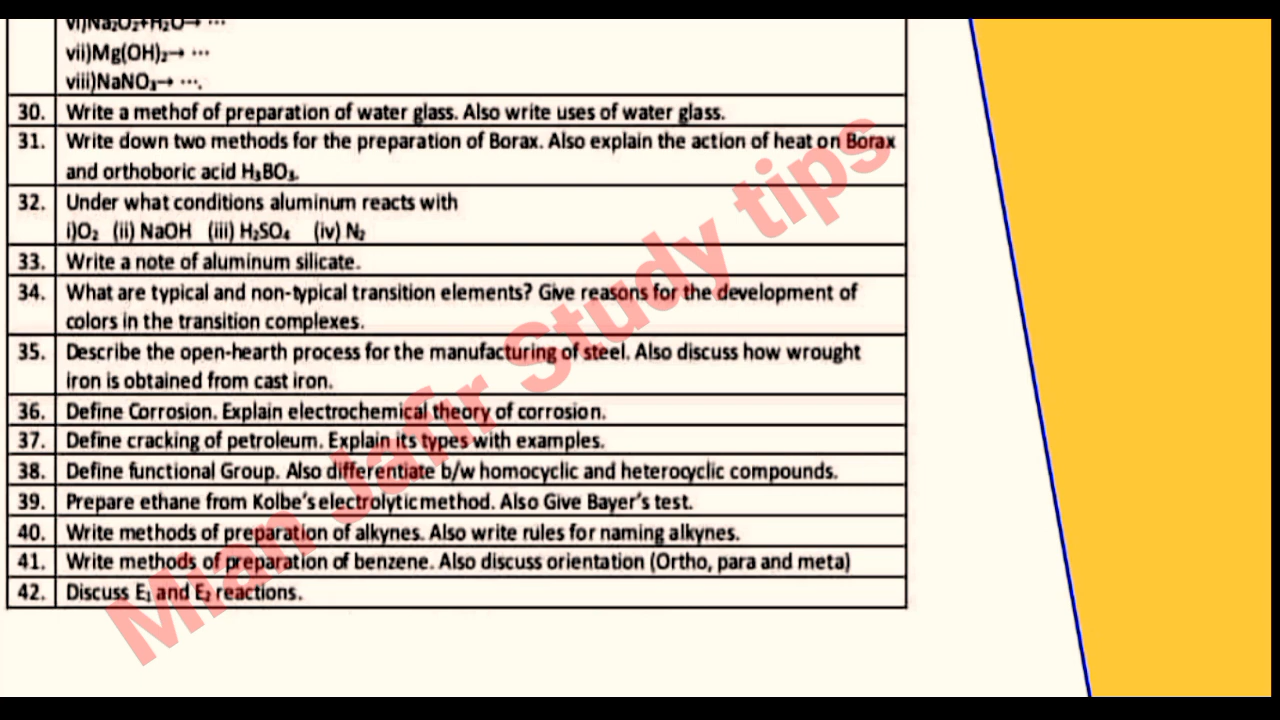 vi)Na₂O₂+H₂O→ ⋯
vii)Mg(OH)₂→ ⋯
viii)NaNO₃→ ⋯.
30. Write a methof of preparation of water glass. Also write uses of water glass.
31. Write down two methods for the preparation of Borax. Also explain the action of heat on Borax
and orthoboric acid H₃BO₃.
32. Under what conditions aluminum reacts with
i)O₂ (ii) NaOH (iii) H₂SO₄ (iv) N₂
33. Write a note of aluminum silicate.
34. What are typical and non-typical transition elements? Give reasons for the development of
colors in the transition complexes.
35. Describe the open-hearth process for the manufacturing of steel. Also discuss how wrought
iron is obtained from cast iron.
36. Define Corrosion. Explain electrochemical theory of corrosion.
37. Define cracking of petroleum. Explain its types with examples.
38. Define functional Group. Also differentiate b/w homocyclic and heterocyclic compounds.
39. Prepare ethane from Kolbe's electrolytic method. Also Give Bayer's test.
40. Write methods of preparation of alkynes. Also write rules for naming alkynes.
41. Write methods of preparation of benzene. Also discuss orientation (Ortho, para and meta)
42. Discuss E₁ and E₂ reactions.
Mian Jafir Study tips